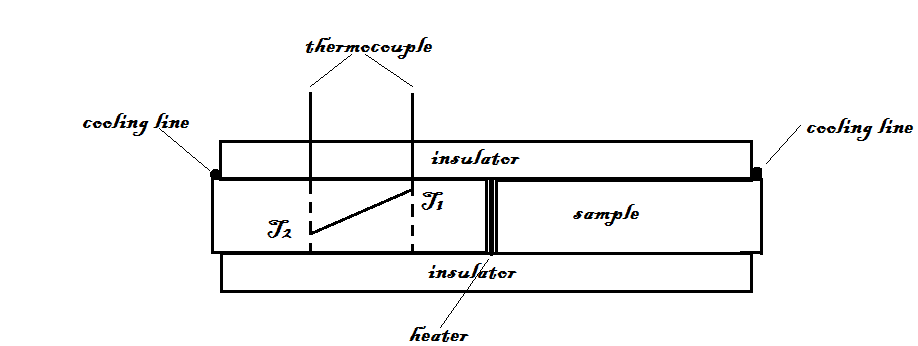 thermocouple
cooling line
cooling line
insulator
T1
sample
T2
insulator
heater